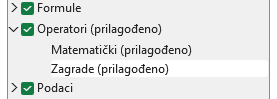 Formule
Operatori (prilagođeno)
Matematički (prilagođeno)
Zagrade (prilagođeno)
Podaci